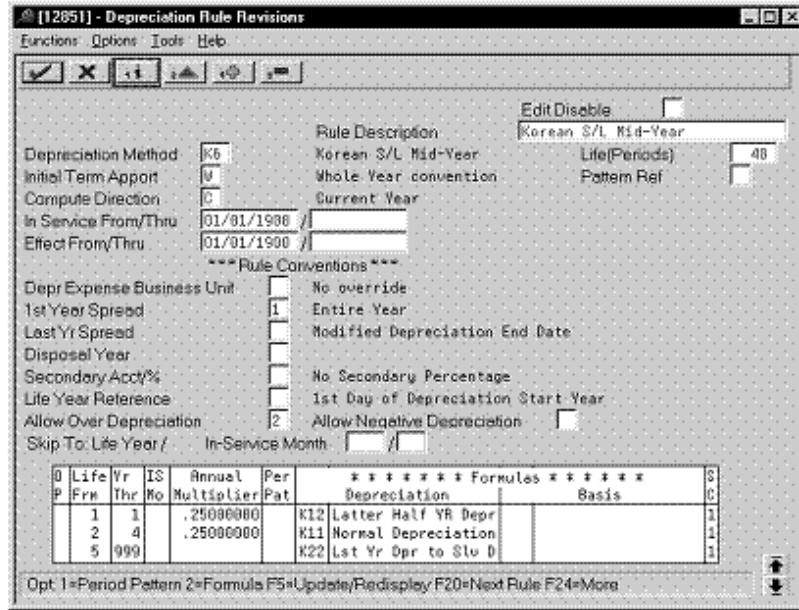 [12851] - Depreciation Rule Revisions
Functions Options Tools Help
Edit Disable
Rule Description Korean S/L Mid-Year
Depreciation Method K6 Korean S/L Mid-Year Life(Periods) 48
Initial Term Apport W Whole Year convention Pattern Ref
Compute Direction C Current Year
In Service From/Thru 01/01/1900 /
Effect From/Thru 01/01/1900 /
*** Rule Conventions ***
Depr Expense Business Unit No override
1st Year Spread 1 Entire Year
Last Yr Spread Modified Depreciation End Date
Disposal Year
Secondary Acct/% No Secondary Percentage
Life Year Reference 1st Day of Depreciation Start Year
Allow Over Depreciation 2 Allow Negative Depreciation
Skip To: Life Year / In-Service Month /
O Life Yr IS Annual Per * * * * * * * Formulas * * * * * * S
P Frm Thr No Multiplier Pat Depreciation Basis C
1 1 .25000000 K12 Latter Half YR Depr 1
2 4 .25000000 K11 Normal Depreciation 1
5 999 K22 Lst Yr Dpr to Slv D 1
Opt: 1=Period Pattern 2=Formula F5=Update/Redisplay F20=Next Rule F24=More